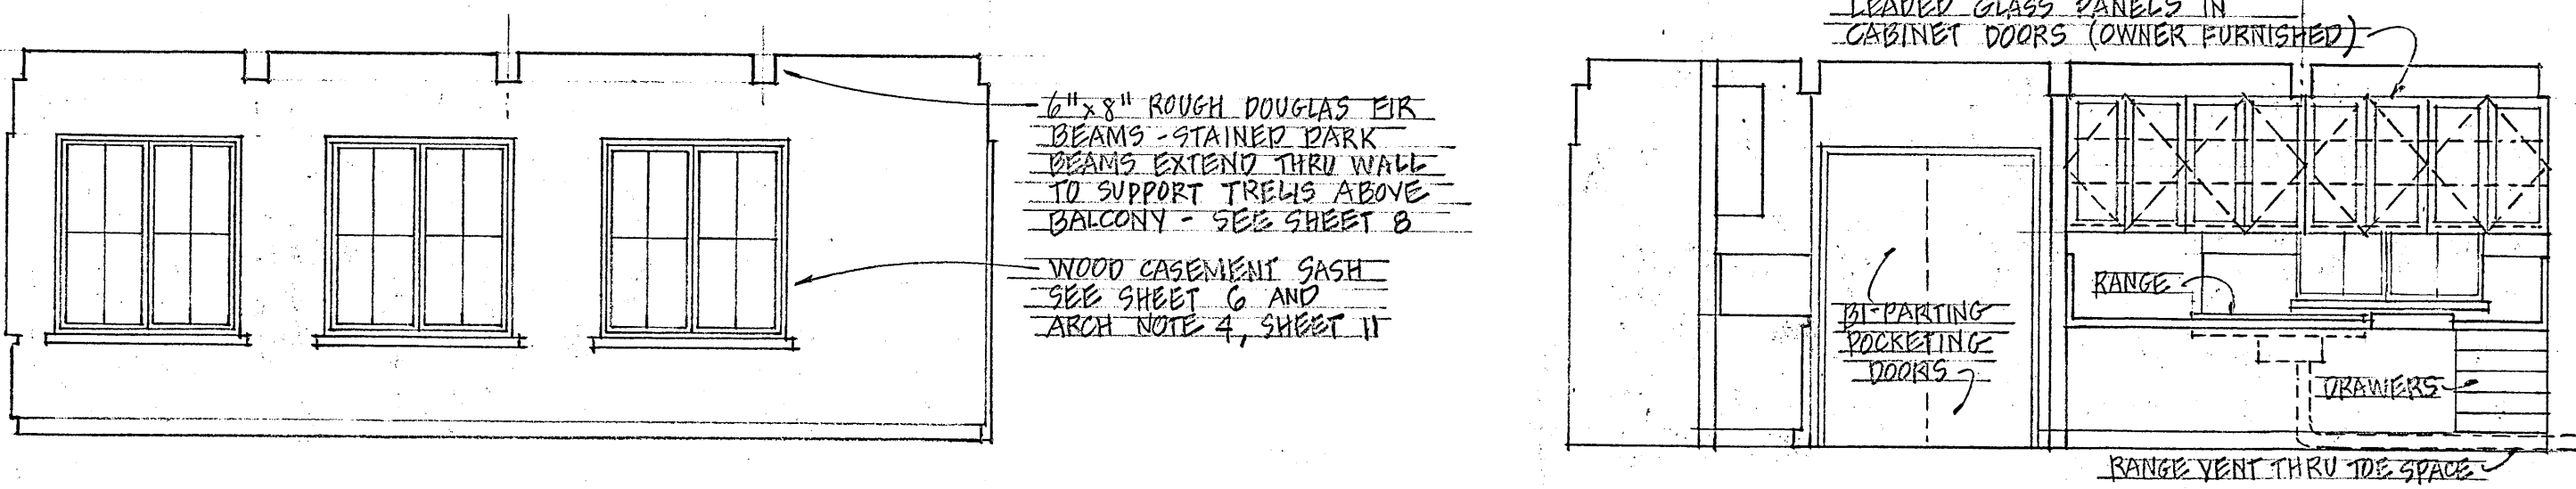 6"x8" ROUGH DOUGLAS FIR
BEAMS - STAINED DARK
BEAMS EXTEND THRU WALL
TO SUPPORT TRELIS ABOVE
BALCONY - SEE SHEET 8
WOOD CASEMENT SASH
SEE SHEET 6 AND
ARCH NOTE 4, SHEET 11
LEADED GLASS PANELS IN
CABINET DOORS (OWNER FURNISHED)
BI-PARTING
POCKETING
DOORS
RANGE
DRAWERS
RANGE VENT THRU TOE SPACE